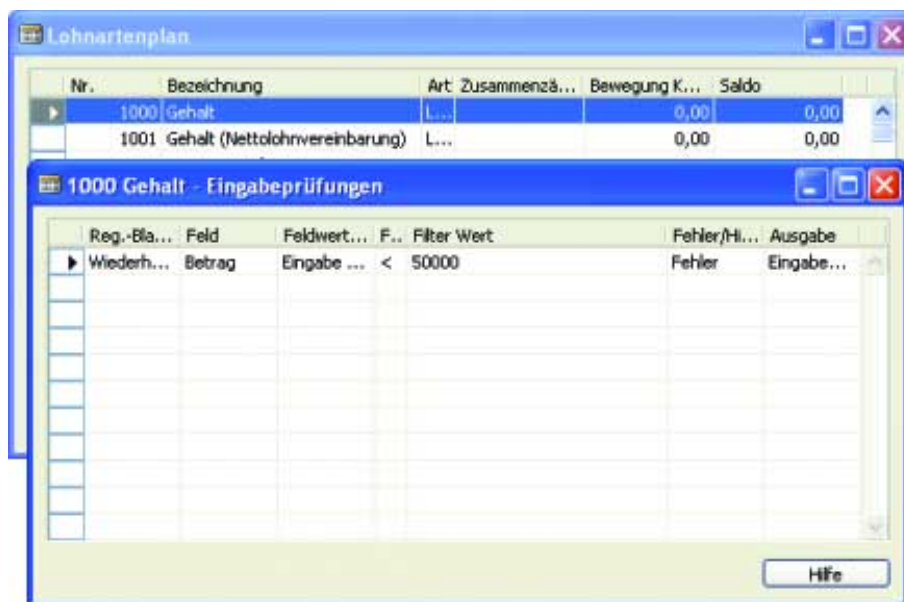 Lohnartenplan
Nr. Bezeichnung Art Zusammenzä... Bewegung K... Saldo
1000 Gehalt L... 0,00 0,00
1001 Gehalt (Nettolohnvereinbarung) L... 0,00 0,00
1000 Gehalt - Eingabeprüfungen
Reg.-Bla... Feld Feldwert... F.. Filter Wert Fehler/Hi... Ausgabe
Wiederh... Betrag Eingabe ... < 50000 Fehler Eingabe...
Hilfe